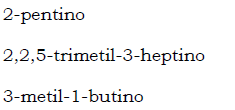 2-pentino
2,2,5-trimetil-3-heptino
3-metil-1-butino